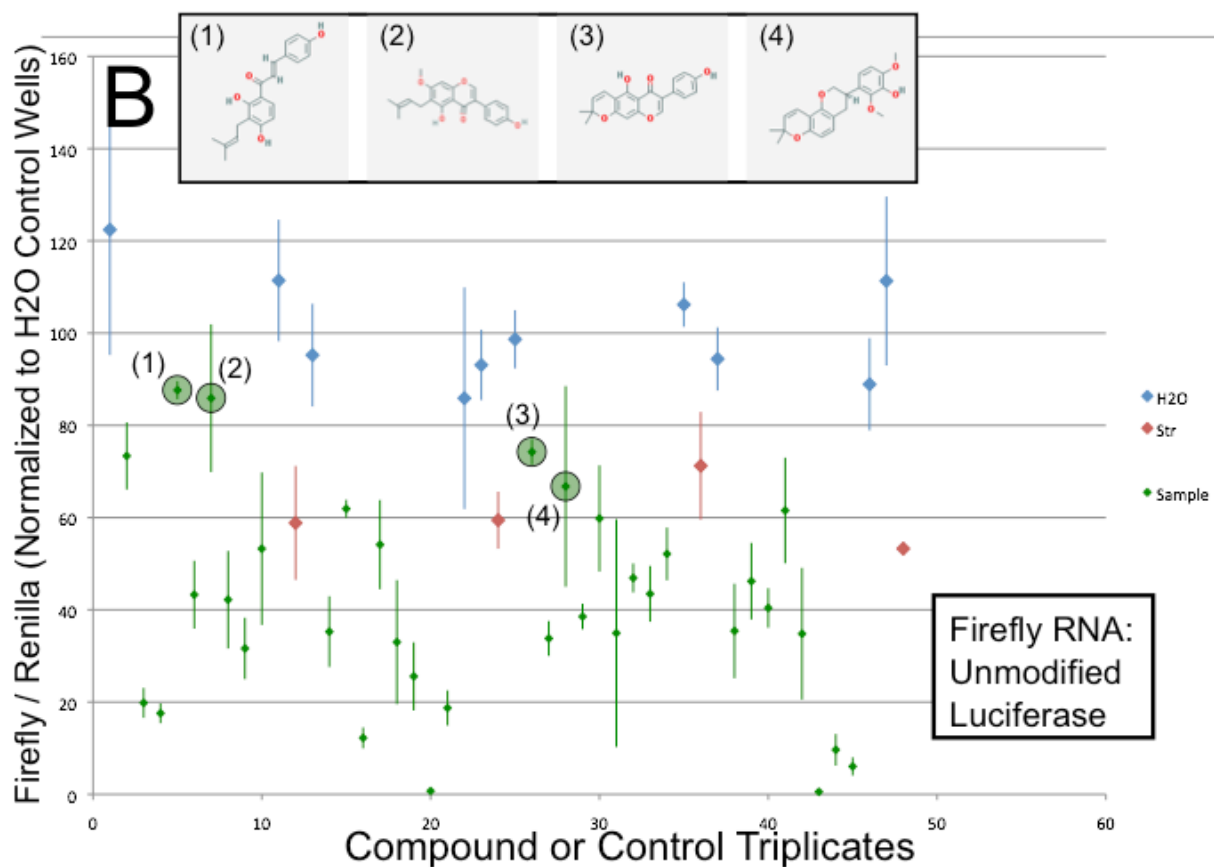 B
(1)
(2)
(3)
(4)
H
O
O
H
H
H
O
O
H
O
O
O
H
O
O
H
H
O
O
O
H
O
O
O
O
H
O
O
H
Firefly / Renilla (Normalized to H2O Control Wells)
160
140
120
100
80
60
40
20
0
(1)
(2)
(3)
(4)
H2O
Str
Sample
Firefly RNA:
Unmodified
Luciferase
0
10
20
30
40
50
60
Compound or Control Triplicates